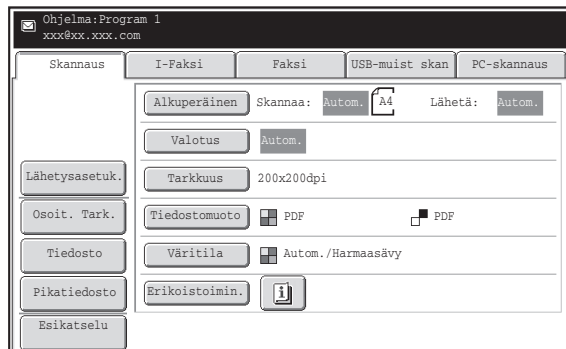 Ohjelma:Program 1
xxx@xx.xxx.com
Skannaus I-Faksi Faksi USB-muist skan PC-skannaus
Alkuperäinen Skannaa: Autom. A4 Lähetä: Autom.
Valotus Autom.
Lähetysasetuk. Tarkkuus 200x200dpi
Osoit. Tark. Tiedostomuoto PDF PDF
Tiedosto Väritila Autom./Harmaasävy
Pikatiedosto Erikoistoimin.
Esikatselu